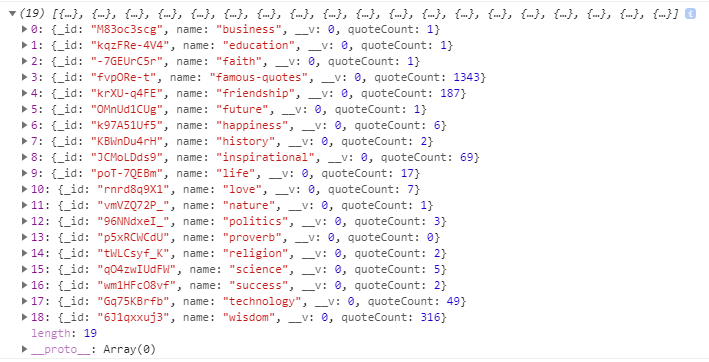 ▼(19) [{…}, {…}, {…}, {…}, {…}, {…}, {…}, {…}, {…}, {…}, {…}, {…}, {…}, {…}, {…}, {…}, {…}, {…}, {…}] i
▶0: {_id: "M83oc3scg", name: "business", __v: 0, quoteCount: 1}
▶1: {_id: "kqzFRe-4V4", name: "education", __v: 0, quoteCount: 1}
▶2: {_id: "-7GEUrC5r", name: "faith", __v: 0, quoteCount: 1}
▶3: {_id: "fvpORe-t", name: "famous-quotes", __v: 0, quoteCount: 1343}
▶4: {_id: "krXU-q4FE", name: "friendship", __v: 0, quoteCount: 187}
▶5: {_id: "OMnUd1CUg", name: "future", __v: 0, quoteCount: 1}
▶6: {_id: "k97A51Uf5", name: "happiness", __v: 0, quoteCount: 6}
▶7: {_id: "KBWnDu4rH", name: "history", __v: 0, quoteCount: 2}
▶8: {_id: "JCMoLDds9", name: "inspirational", __v: 0, quoteCount: 69}
▶9: {_id: "poT-7QEBm", name: "life", __v: 0, quoteCount: 17}
▶10: {_id: "rnrd8q9X1", name: "love", __v: 0, quoteCount: 7}
▶11: {_id: "vmVZQ72P_", name: "nature", __v: 0, quoteCount: 1}
▶12: {_id: "96NNdxeI_", name: "politics", __v: 0, quoteCount: 3}
▶13: {_id: "p5xRCWCdU", name: "proverb", __v: 0, quoteCount: 0}
▶14: {_id: "tWLCsyf_K", name: "religion", __v: 0, quoteCount: 2}
▶15: {_id: "qO4zwIUdFW", name: "science", __v: 0, quoteCount: 5}
▶16: {_id: "wm1HFcO8vf", name: "success", __v: 0, quoteCount: 2}
▶17: {_id: "Gq75KBrfb", name: "technology", __v: 0, quoteCount: 49}
▶18: {_id: "6J1qxxuj3", name: "wisdom", __v: 0, quoteCount: 316}
length: 19
▶__proto__: Array(0)